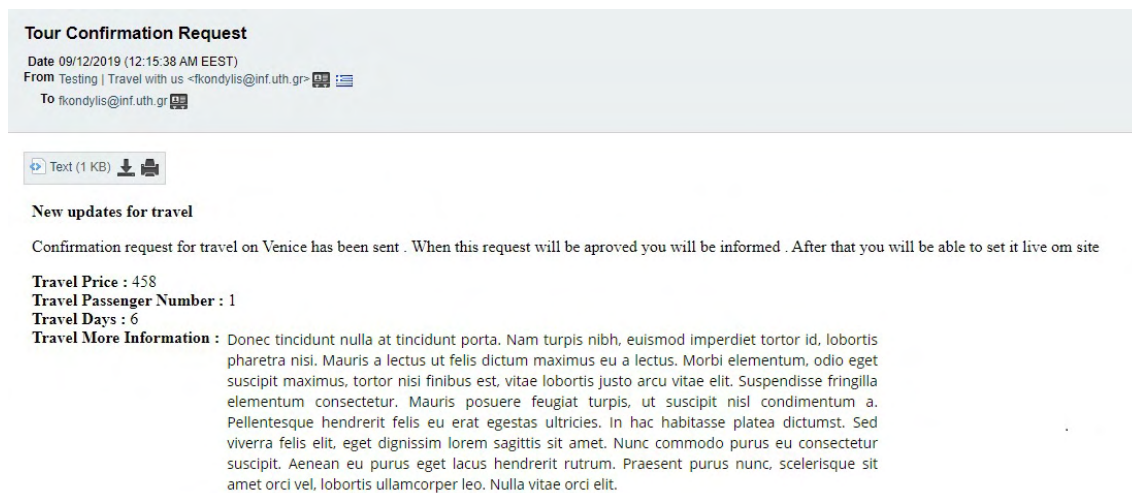 Tour Confirmation Request
Date 09/12/2019 (12:15:38 AM EEST)
From Testing | Travel with us <fkondylis@inf.uth.gr>
To fkondylis@inf.uth.gr
Text (1 KB)
New updates for travel
Confirmation request for travel on Venice has been sent . When this request will be aproved you will be informed . After that you will be able to set it live om site
Travel Price : 458
Travel Passenger Number : 1
Travel Days : 6
Travel More Information : Donec tincidunt nulla at tincidunt porta. Nam turpis nibh, euismod imperdiet tortor id, lobortis
pharetra nisi. Mauris a lectus ut felis dictum maximus eu a lectus. Morbi elementum, odio eget
suscipit maximus, tortor nisi finibus est, vitae lobortis justo arcu vitae elit. Suspendisse fringilla
elementum consectetur. Mauris posuere feugiat turpis, ut suscipit nisl condimentum a.
Pellentesque hendrerit felis eu erat egestas ultricies. In hac habitasse platea dictumst. Sed
viverra felis elit, eget dignissim lorem sagittis sit amet. Nunc commodo purus eu consectetur
suscipit. Aenean eu purus eget lacus hendrerit rutrum. Praesent purus nunc, scelerisque sit
amet orci vel, lobortis ullamcorper leo. Nulla vitae orci elit.